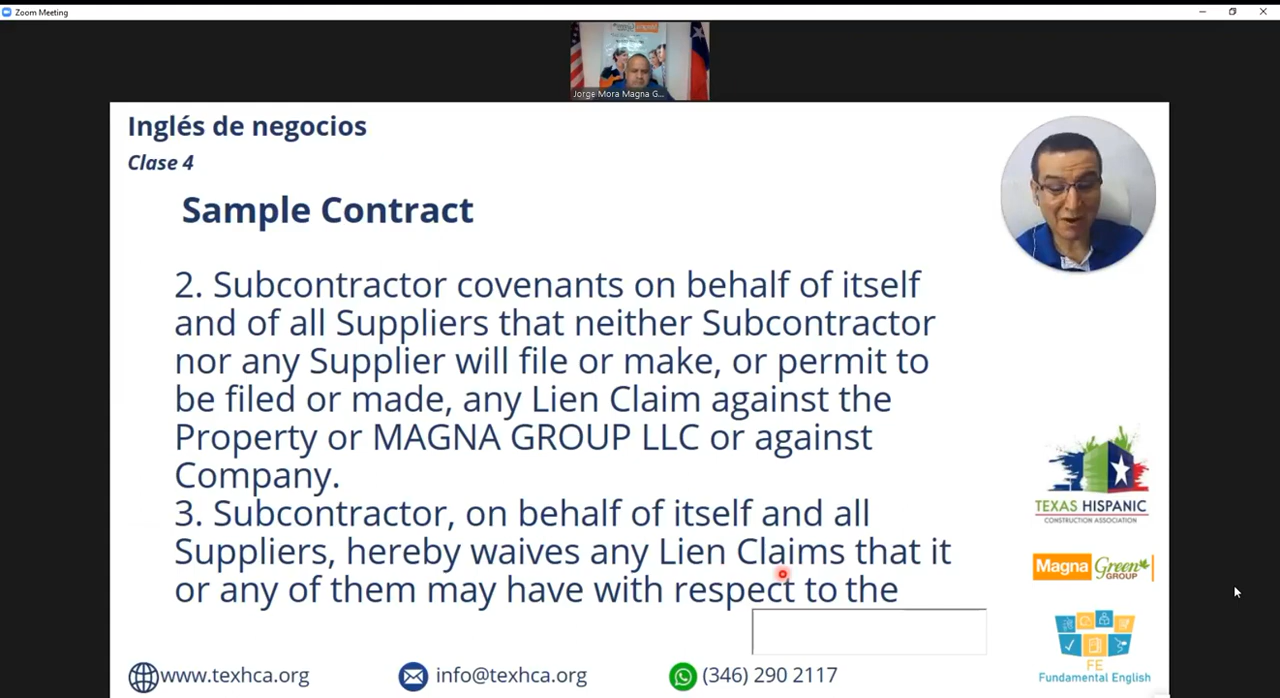 Zoom Meeting
Jorge Mora Magna G...
Inglés de negocios
Clase 4
Sample Contract
2. Subcontractor covenants on behalf of itself
and of all Suppliers that neither Subcontractor
nor any Supplier will file or make, or permit to
be filed or made, any Lien Claim against the
Property or MAGNA GROUP LLC or against
Company.
3. Subcontractor, on behalf of itself and all
Suppliers, hereby waives any Lien Claims that it
or any of them may have with respect to the
TEXAS HISPANIC
CONSTRUCTION ASSOCIATION
Magna Green
GROUP
FE
Fundamental English
www.texhca.org
info@texhca.org
(346) 290 2117